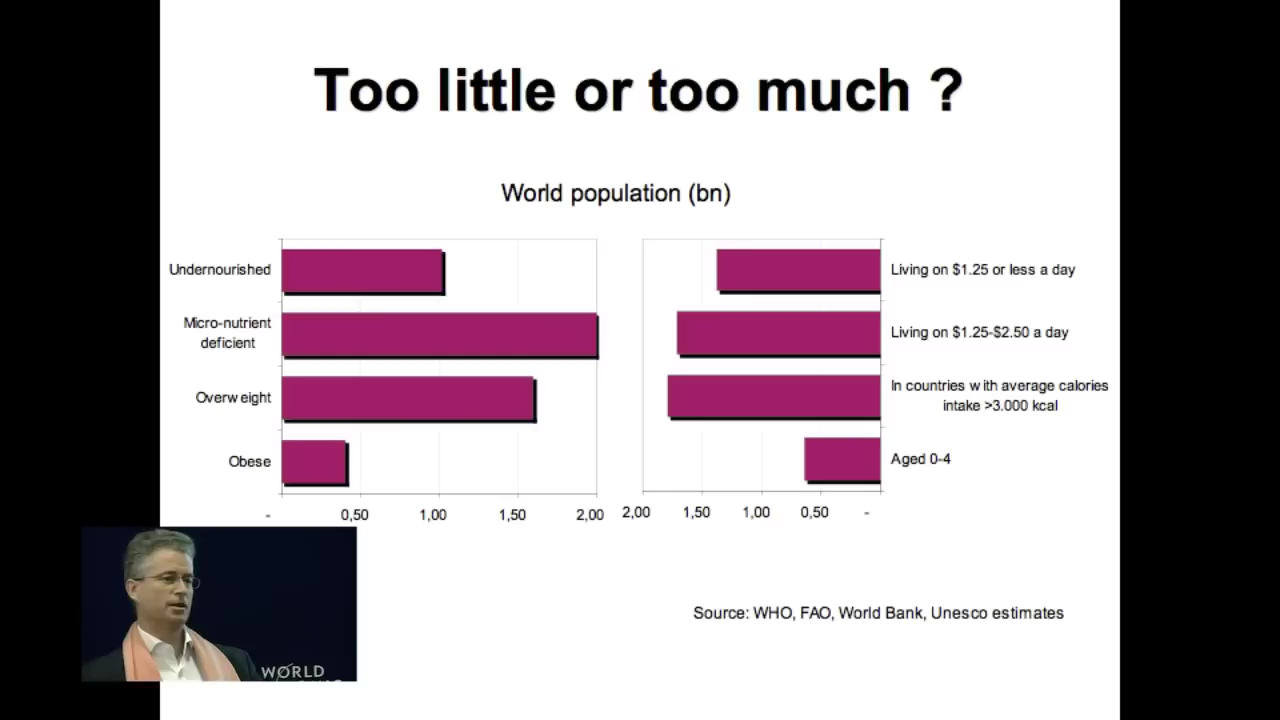 Too little or too much ?
World population (bn)
Undernourished
Micro-nutrient
deficient
Overweight
Obese
-
0,50
1,00
1,50
2,00
Living on $1.25 or less a day
Living on $1.25-$2.50 a day
In countries with average calories
intake >3.000 kcal
Aged 0-4
2,00
1,50
1,00
0,50
-
WORLD
Source: WHO, FAO, World Bank, Unesco estimates